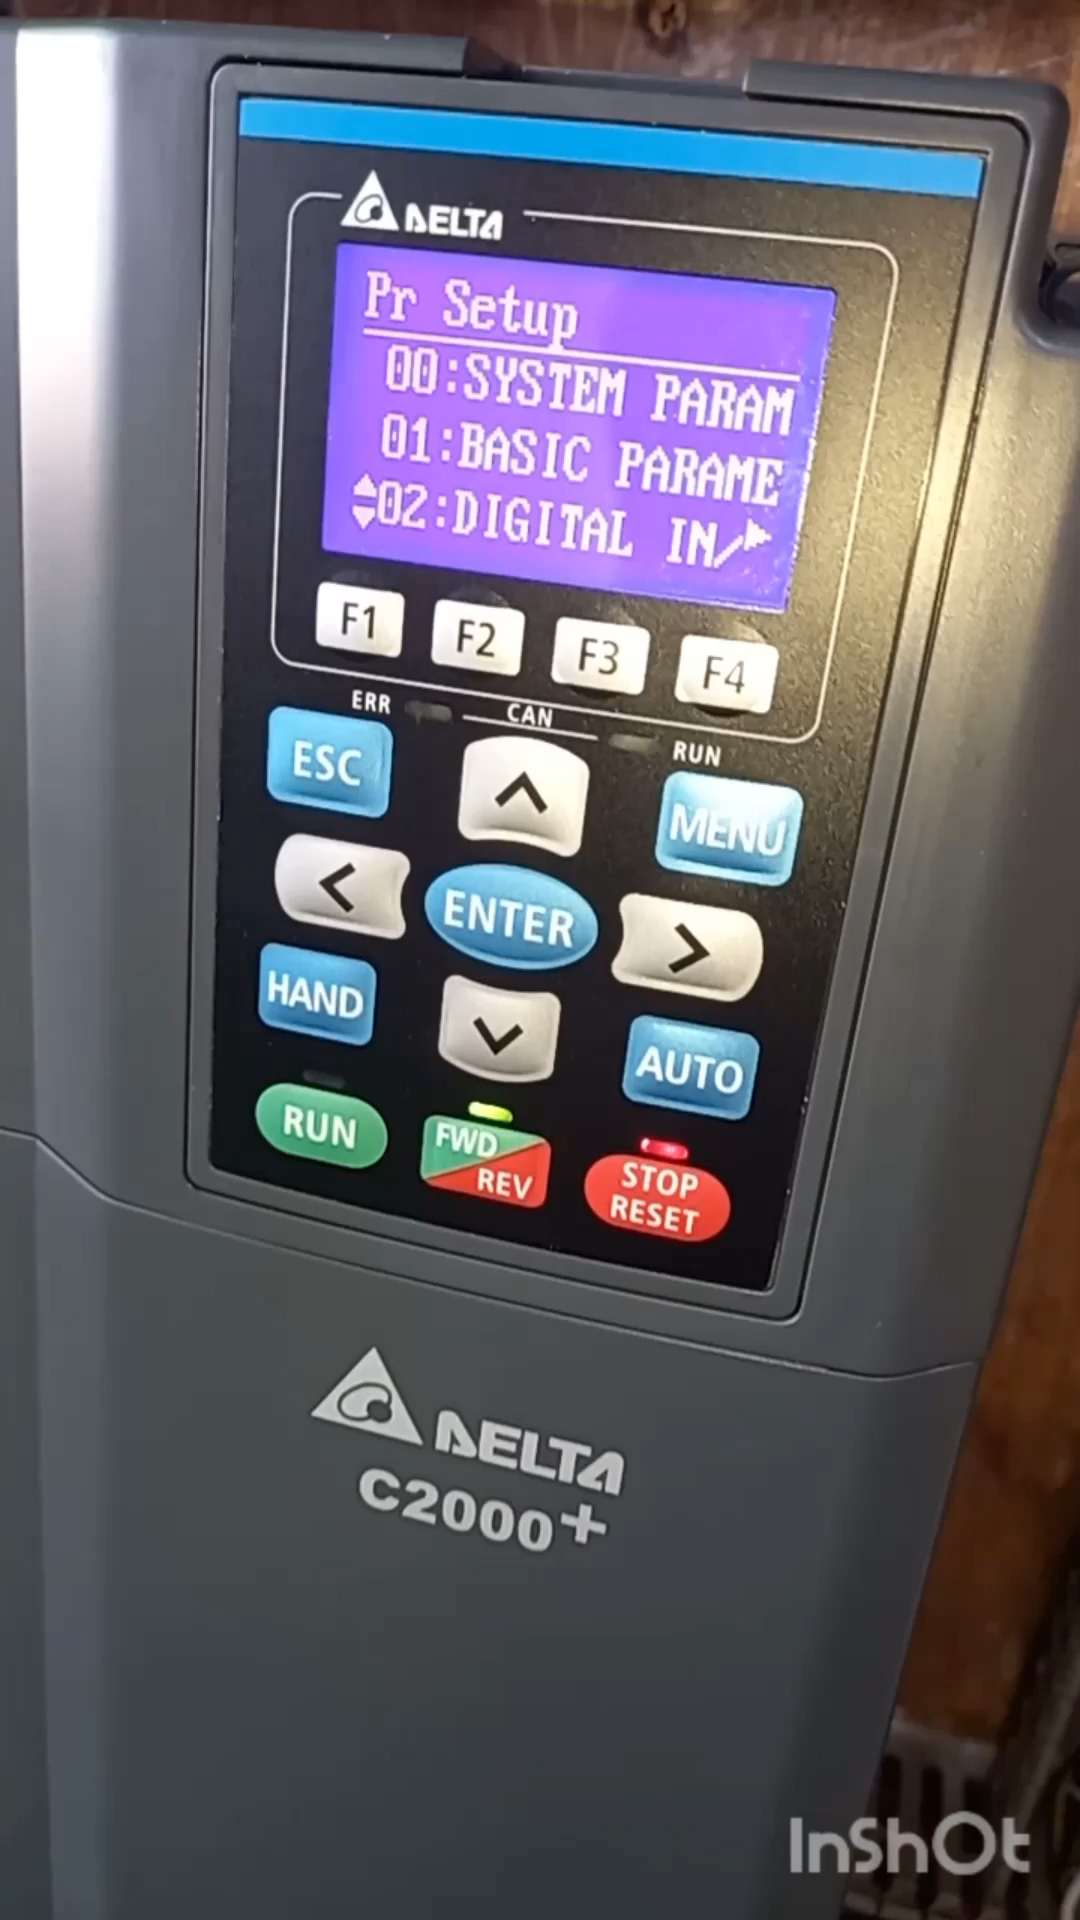 DELTA
Pr Setup
00:SYSTEM PARAM
01:BASIC PARAME
02:DIGITAL IN/
F1 F2 F3 F4
ERR CAN RUN
ESC MENU
ENTER
HAND AUTO
RUN FWD REV STOP RESET
DELTA
C2000+
InShOt